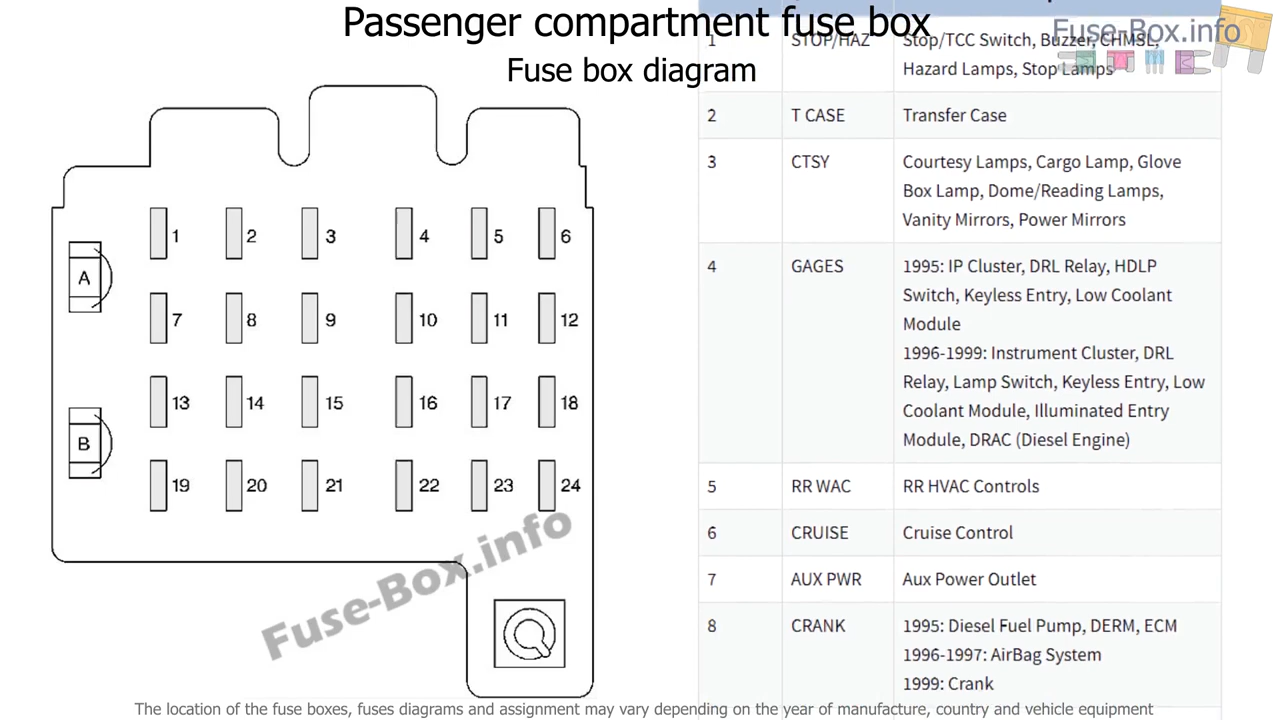 Passenger compartment fuse box
Fuse box diagram
Fuse-Box.info
1 STOP/HAZ Stop/TCC Switch, Buzzer, CHMSL,
Hazard Lamps, Stop Lamps
2 T CASE Transfer Case
3 CTSY Courtesy Lamps, Cargo Lamp, Glove
Box Lamp, Dome/Reading Lamps,
Vanity Mirrors, Power Mirrors
4 GAGES 1995: IP Cluster, DRL Relay, HDLP
Switch, Keyless Entry, Low Coolant
Module
1996-1999: Instrument Cluster, DRL
Relay, Lamp Switch, Keyless Entry, Low
Coolant Module, Illuminated Entry
Module, DRAC (Diesel Engine)
5 RR WAC RR HVAC Controls
6 CRUISE Cruise Control
7 AUX PWR Aux Power Outlet
8 CRANK 1995: Diesel Fuel Pump, DERM, ECM
1996-1997: AirBag System
1999: Crank
1 2 3 4 5 6
A
7 8 9 10 11 12
13 14 15 16 17 18
B
19 20 21 22 23 24
Fuse-Box.info
The location of the fuse boxes, fuses diagrams and assignment may vary depending on the year of manufacture, country and vehicle equipment